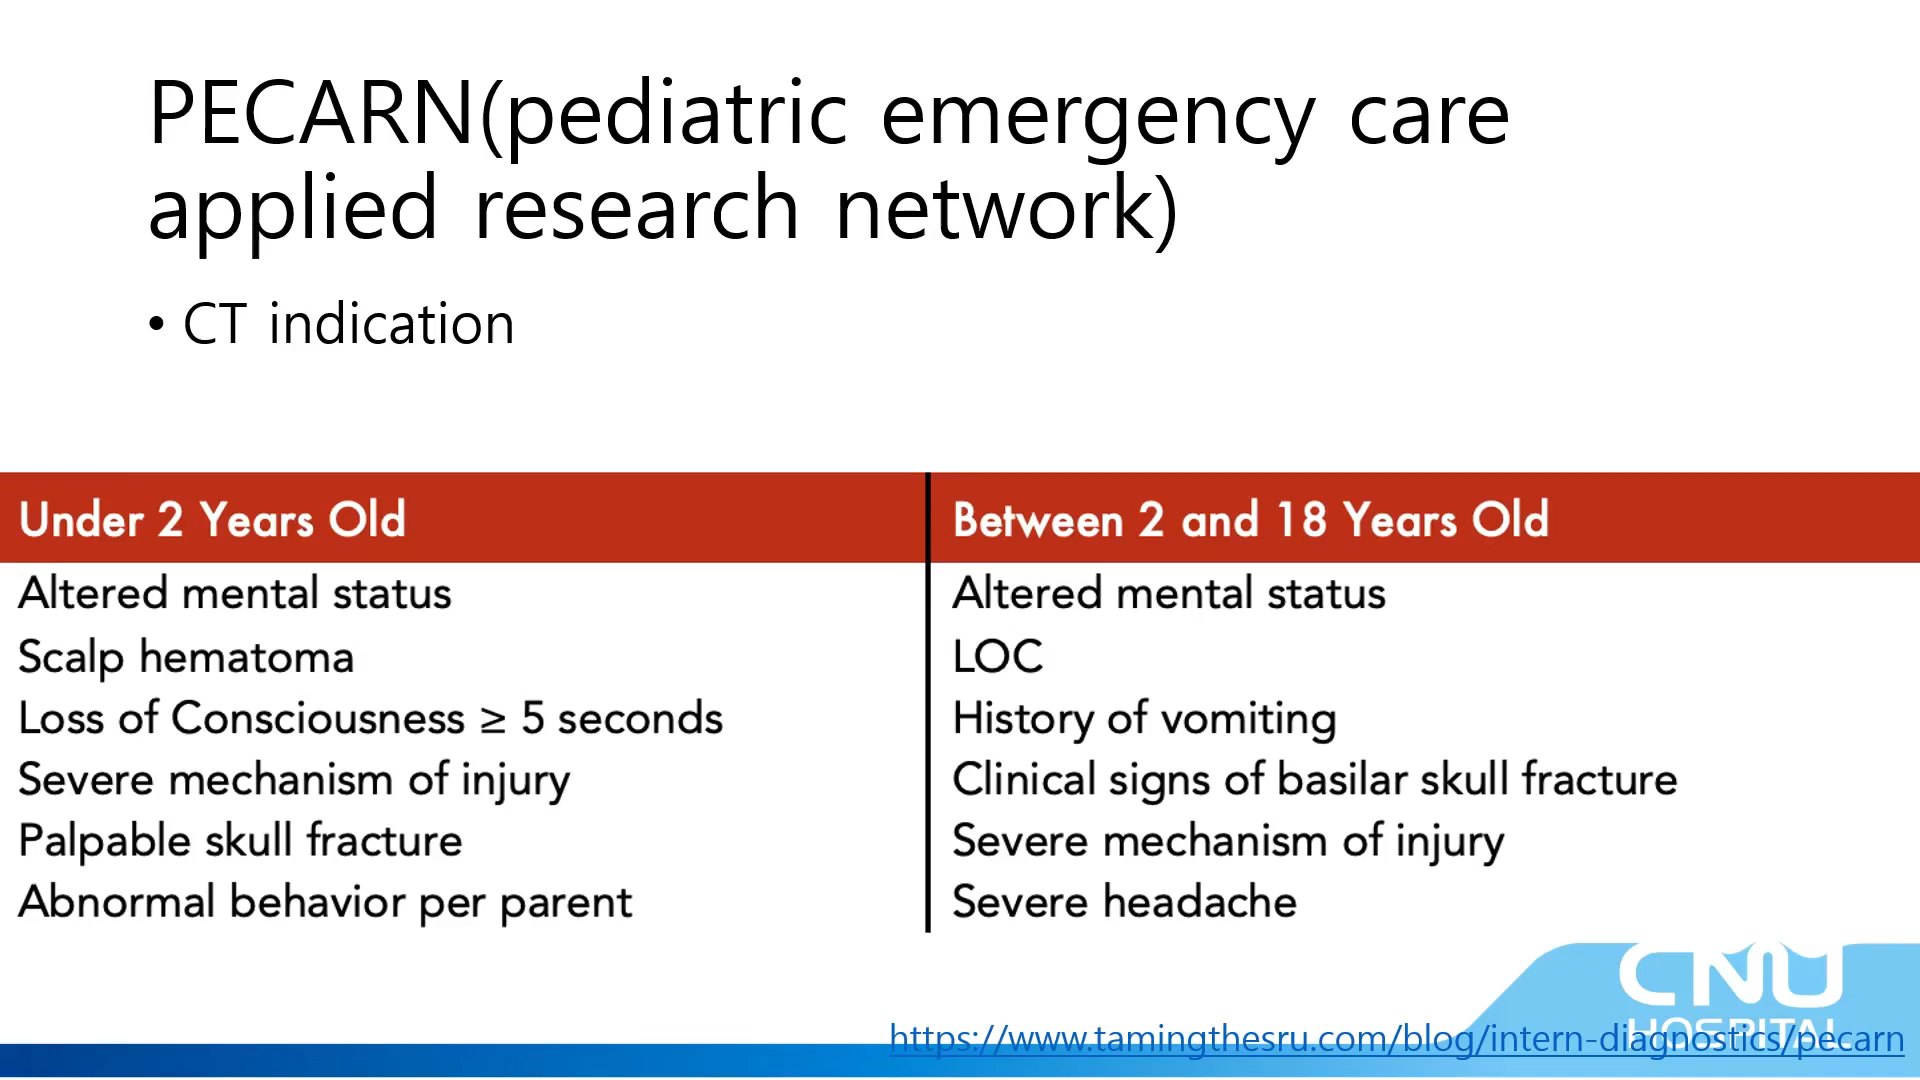 PECARN(pediatric emergency care
applied research network)
• CT indication
Under 2 Years Old
Altered mental status
Scalp hematoma
Loss of Consciousness ≥ 5 seconds
Severe mechanism of injury
Palpable skull fracture
Abnormal behavior per parent
Between 2 and 18 Years Old
Altered mental status
LOC
History of vomiting
Clinical signs of basilar skull fracture
Severe mechanism of injury
Severe headache
CNU
HOSPITAL
https://www.tamingthesru.com/blog/intern-diagnostics/pecarn